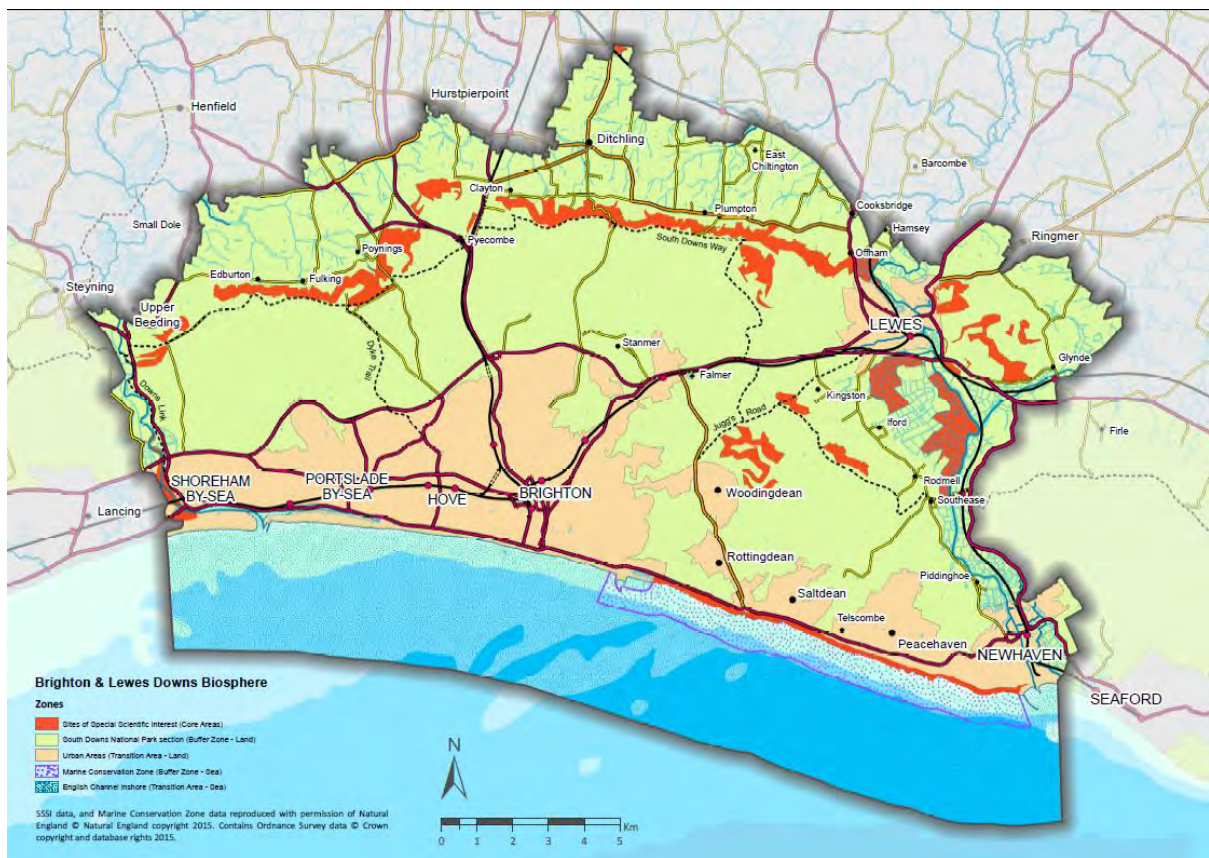 Henfield
Hurstpierpoint
Ditchling
East
Chiltington
Barcombe
Clayton
Plumpton
Cooksbridge
Small Dole
Hamsey
Ringmer
Pyecombe
South Downs Way
Offham
Poynings
Edburton
Fulking
Steyning
Upper
Beeding
LEWES
Stanmer
Glynde
Dyke Trail
Falmer
Downs Link
Kingston
Jugg's Road
Iford
Firle
SHOREHAM
BY-SEA
PORTSLADE
BY-SEA
HOVE
BRIGHTON
Rodmell
Woodingdean
Southease
Lancing
Rottingdean
Piddinghoe
Saltdean
Telscombe
Peacehaven
NEWHAVEN
SEAFORD
Brighton & Lewes Downs Biosphere
Zones
Sites of Special Scientific Interest (Core Areas)
South Downs National Park section (Buffer Zone - Land)
Urban Areas (Transition Area - Land)
Marine Conservation Zone (Buffer Zone - Sea)
English Channel Inshore (Transition Area - Sea)
SSSI data, and Marine Conservation Zone data reproduced with permission of Natural
England © Natural England copyright 2015. Contains Ordnance Survey data © Crown
copyright and database rights 2015.
N
Km
0 1 2 3 4 5